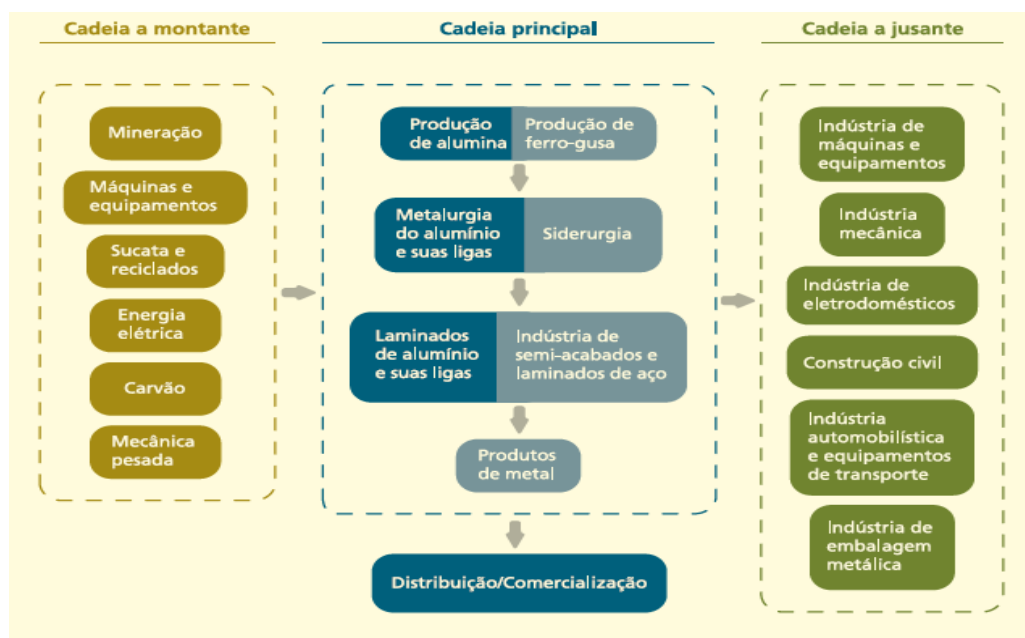 Cadeia a montante
Mineração
Máquinas e
equipamentos
Sucata e
reciclados
Energia
elétrica
Carvão
Mecânica
pesada
Cadeia principal
Produção
de alumina
Produção de
ferro-gusa
Metalurgia
do alumínio
e suas ligas
Siderurgia
Laminados
de alumínio
e suas ligas
Indústria de
semi-acabados e
laminados de aço
Produtos
de metal
Distribuição/Comercialização
Cadeia a jusante
Indústria de
máquinas e
equipamentos
Indústria
mecânica
Indústria de
eletrodomésticos
Construção civil
Indústria
automobilística
e equipamentos
de transporte
Indústria de
embalagem
metálica